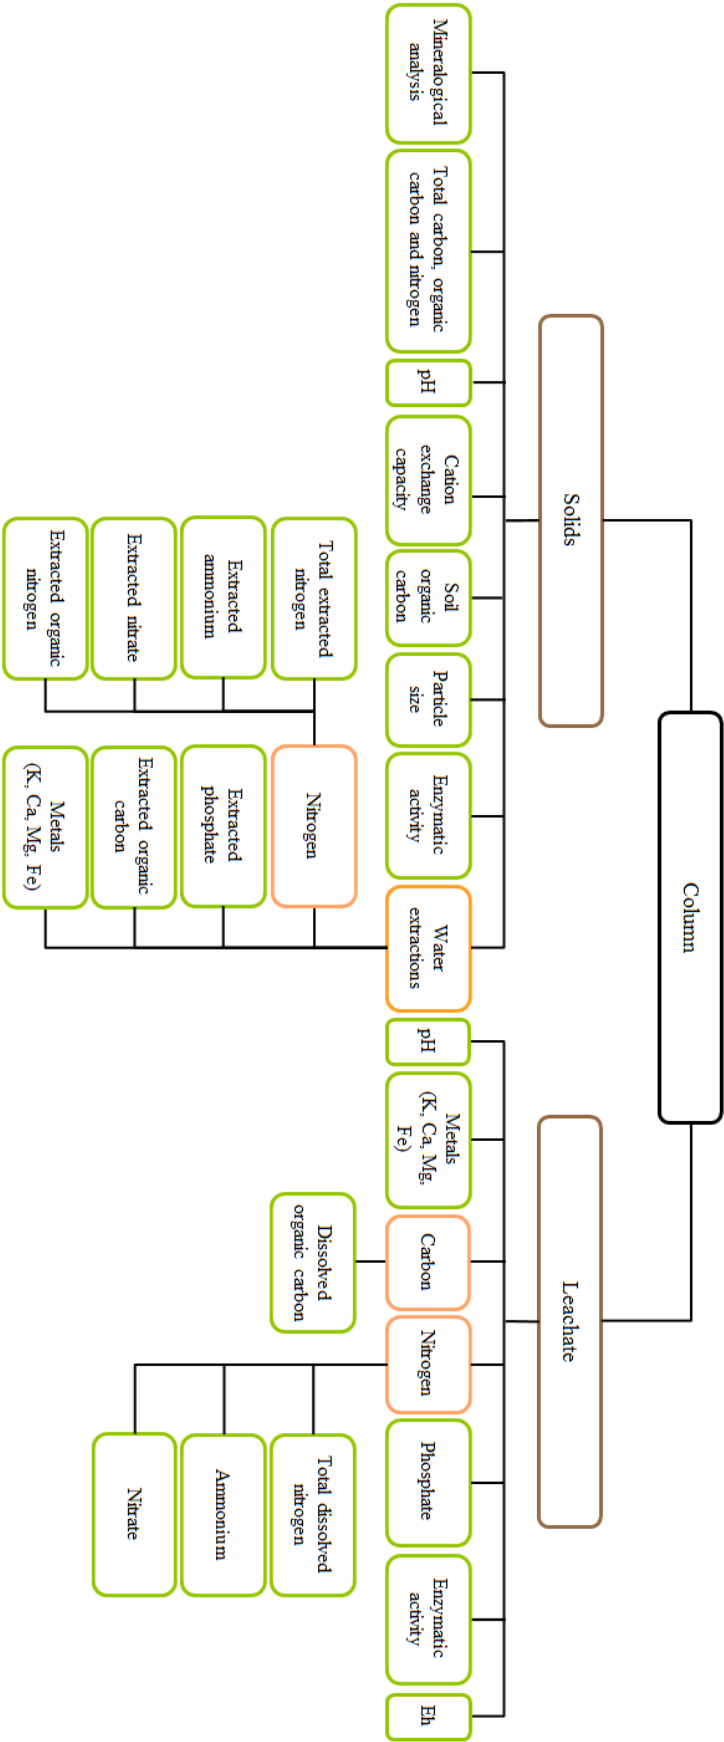 Column
Solids
Leachate
Mineralogical
analysis
Total carbon, organic
carbon and nitrogen
pH
Cation
exchange
capacity
Soil
organic
carbon
Particle
size
Enzymatic
activity
Water
extractions
pH
Metals
(K, Ca, Mg,
Fe)
Carbon
Nitrogen
Phosphate
Enzymatic
activity
Eh
Total extracted
nitrogen
Nitrogen
Dissolved
organic carbon
Total dissolved
nitrogen
Extracted
ammonium
Extracted
phosphate
Ammonium
Extracted nitrate
Extracted organic
carbon
Nitrate
Extracted organic
nitrogen
Metals
(K, Ca, Mg, Fe)